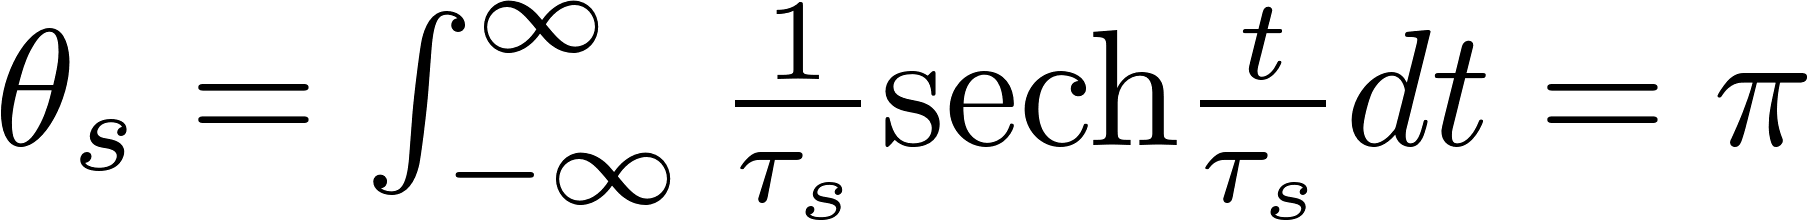 θ_s = ∫_{-∞}^{∞} \frac{1}{τ_s} sech \frac{t}{τ_s} dt = π